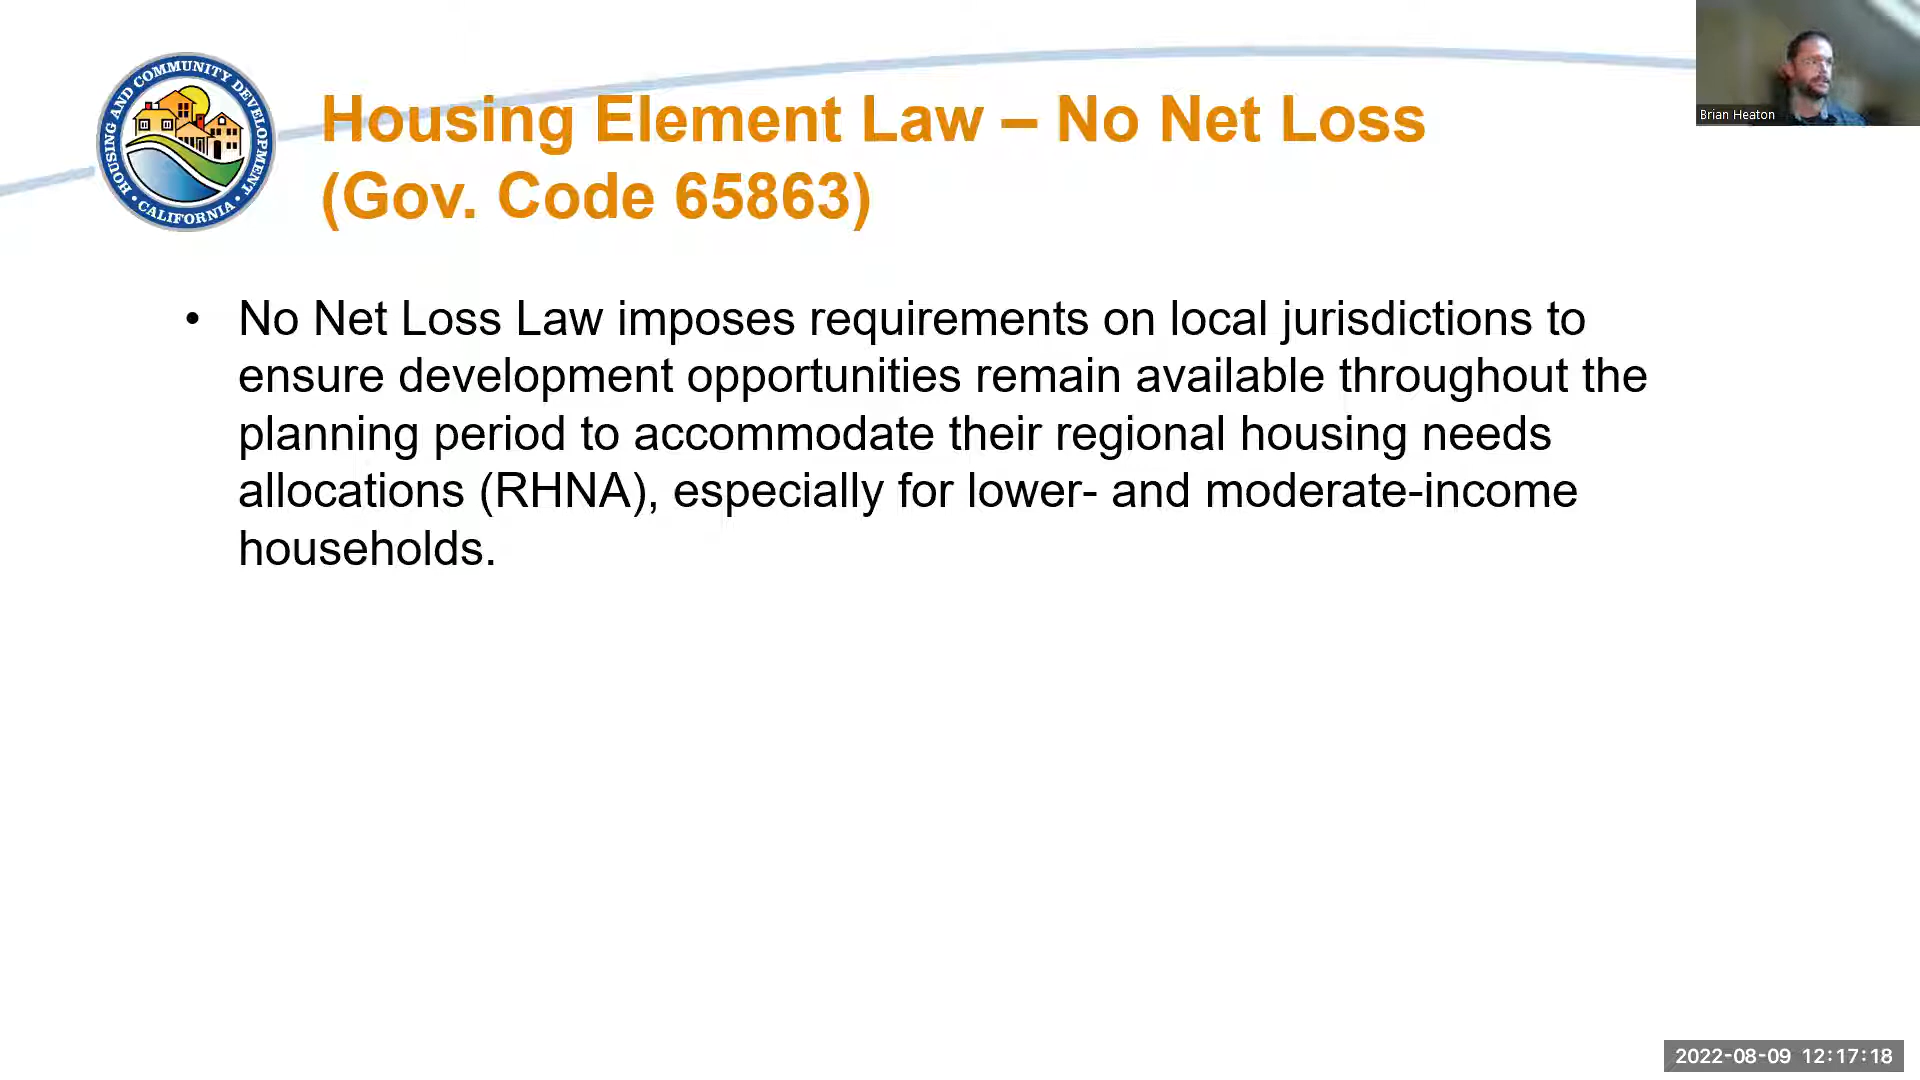 HOUSING AND COMMUNITY DEVELOPMENT
• CALIFORNIA •
Housing Element Law – No Net Loss
(Gov. Code 65863)
Brian Heaton
• No Net Loss Law imposes requirements on local jurisdictions to
ensure development opportunities remain available throughout the
planning period to accommodate their regional housing needs
allocations (RHNA), especially for lower- and moderate-income
households.
2022-08-09 12:17:18